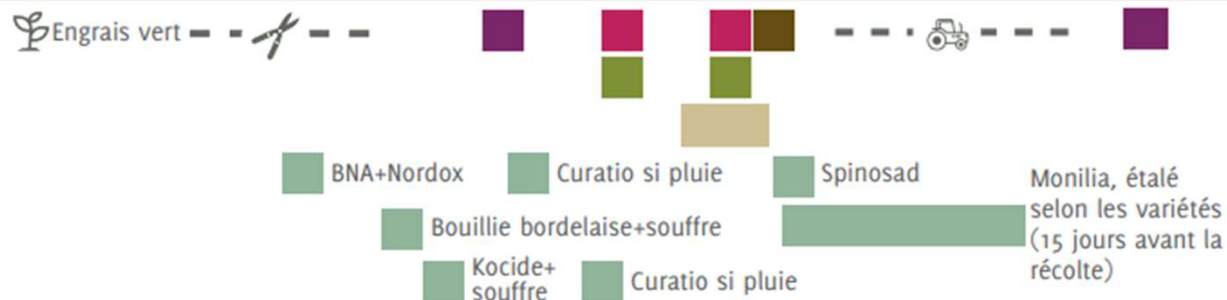 Engrais vert
BNA+Nordox
Curatio si pluie
Spinosad
Monilia, étalé
selon les variétés
(15 jours avant la
récolte)
Bouillie bordelaise+souffre
Kocide+
souffre
Curatio si pluie